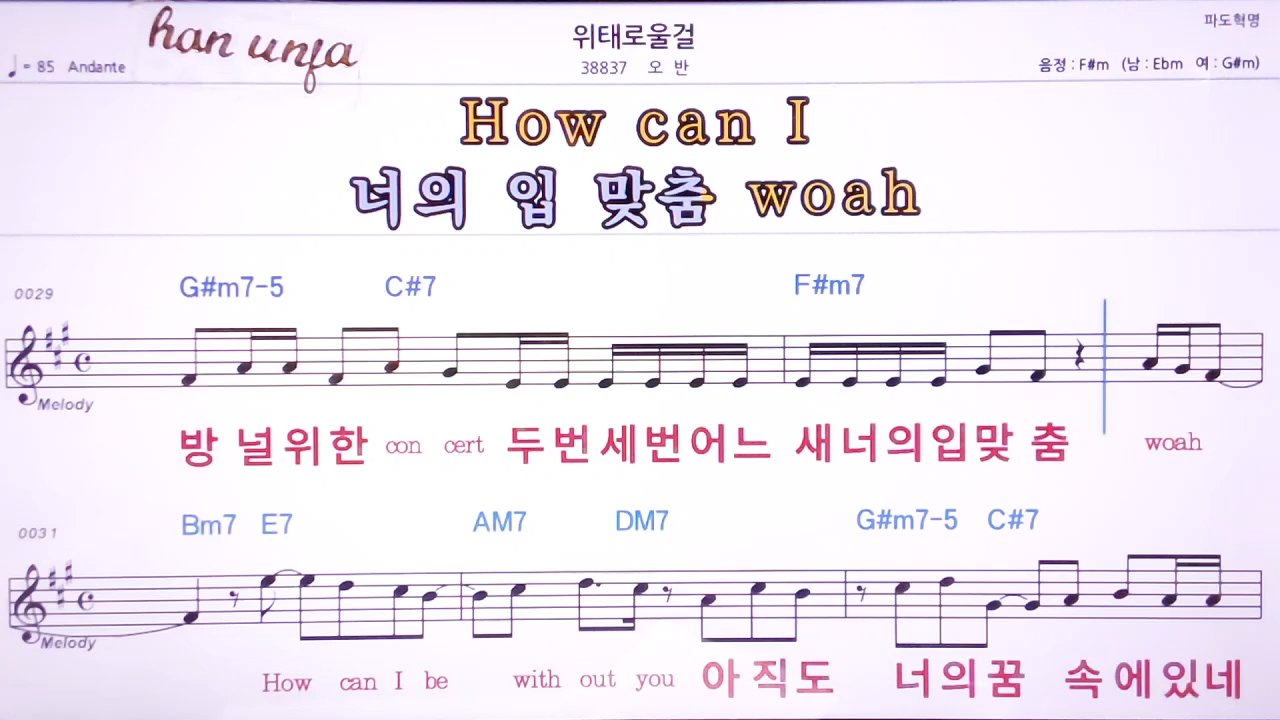 han unfa
위태로울걸
파도혁명
♩= 85 Andante
38837 오 반
음정 : F#m (남 : Ebm 여 : G#m)
How can I
너의 입 맞춤 woah
0029 G#m7-5 C#7 F#m7
Melody
방 널위한 con cert 두번세번어느 새너의입맞 춤 woah
0031 Bm7 E7 AM7 DM7 G#m7-5 C#7
Melody
How can I be with out you 아직도 너의꿈 속에있네